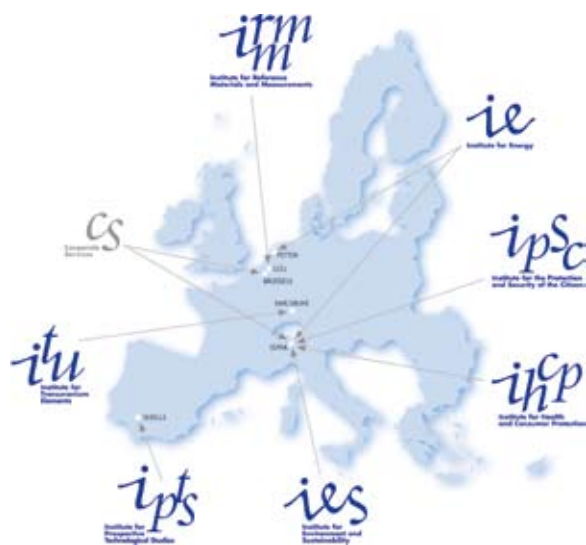 irmm
Institute for Reference
Materials and Measurements
ie
Institute for Energy
cs
Corporate
Services
PETTEN
GEEL
BRUSSELS
ipsc
Institute for the Protection
and Security of the Citizen
KARLSRUHE
ISPRA
itu
Institute for
Transuranium
Elements
ihcp
Institute for Health
and Consumer Protection
SEVILLE
ipts
Institute for
Prospective
Technological Studies
ies
Institute for
Environment and
Sustainability